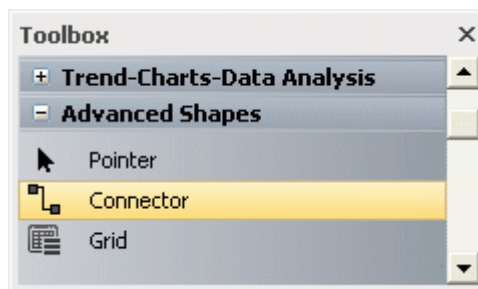 Toolbox
Trend-Charts-Data Analysis
Advanced Shapes
Pointer
Connector
Grid